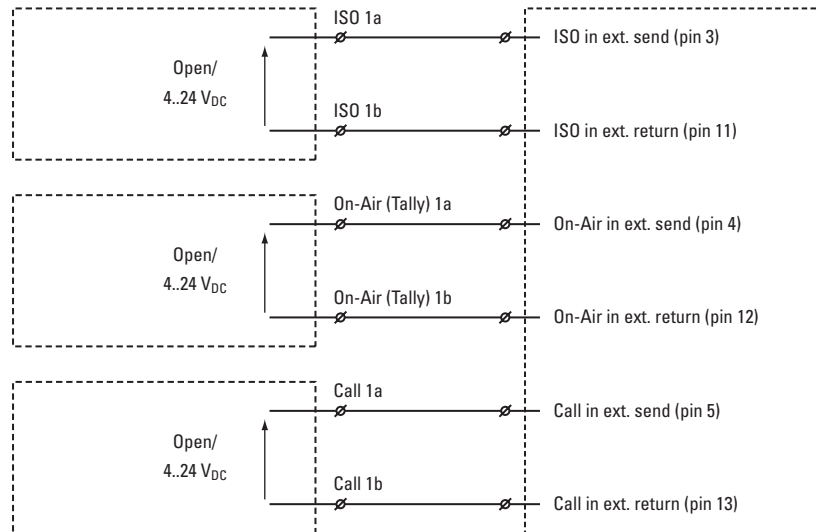 ISO 1a
ISO in ext. send (pin 3)
Open/
4..24 VDC
ISO 1b
ISO in ext. return (pin 11)
On-Air (Tally) 1a
On-Air in ext. send (pin 4)
Open/
4..24 VDC
On-Air (Tally) 1b
On-Air in ext. return (pin 12)
Call 1a
Call in ext. send (pin 5)
Open/
4..24 VDC
Call 1b
Call in ext. return (pin 13)